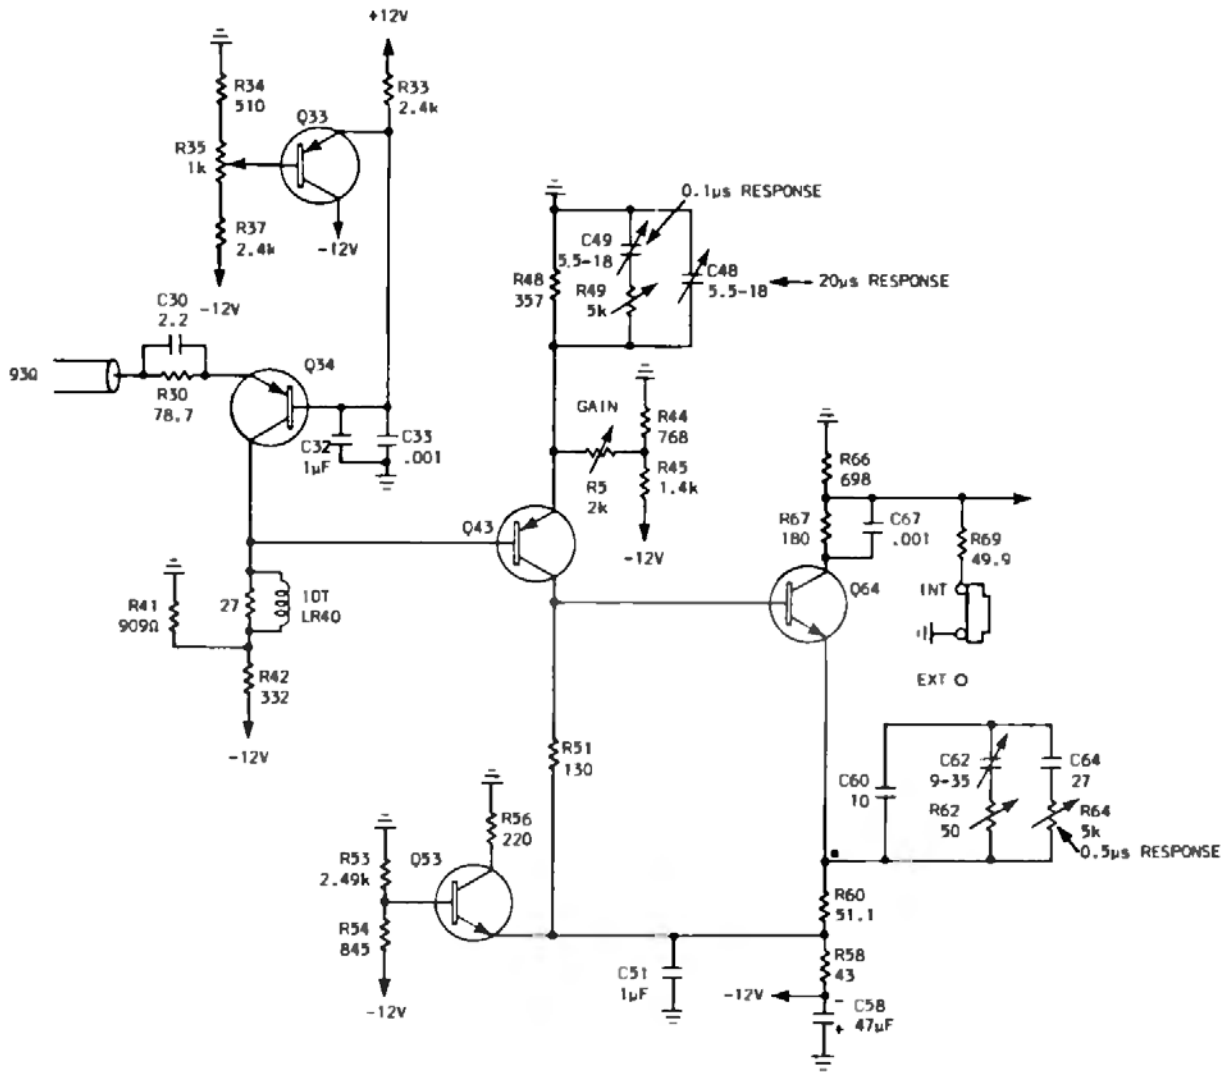 +12V
R34
510
R33
2.4k
Q33
R35
1k
R37
2.4k
-12V
-12V
0.1µs RESPONSE
C49
5.5-18
C48
5.5-18
20µs RESPONSE
R48
357
R49
5k
C30
2.2
93Ω
R30
78.7
Q34
C32
1µF
C33
.001
GAIN
R44
768
R5
2k
R45
1.4k
-12V
R66
698
R67
180
C67
.001
R69
49.9
Q43
Q64
INT
EXT
R41
909Ω
27
10T
LR40
R42
332
-12V
R51
130
C60
10
C62
9-35
C64
27
R62
50
R64
5k
0.5µs RESPONSE
R56
220
Q53
R53
2.49k
R54
845
-12V
R60
51.1
R58
43
C51
1µF
-12V
-
C58
47µF
+